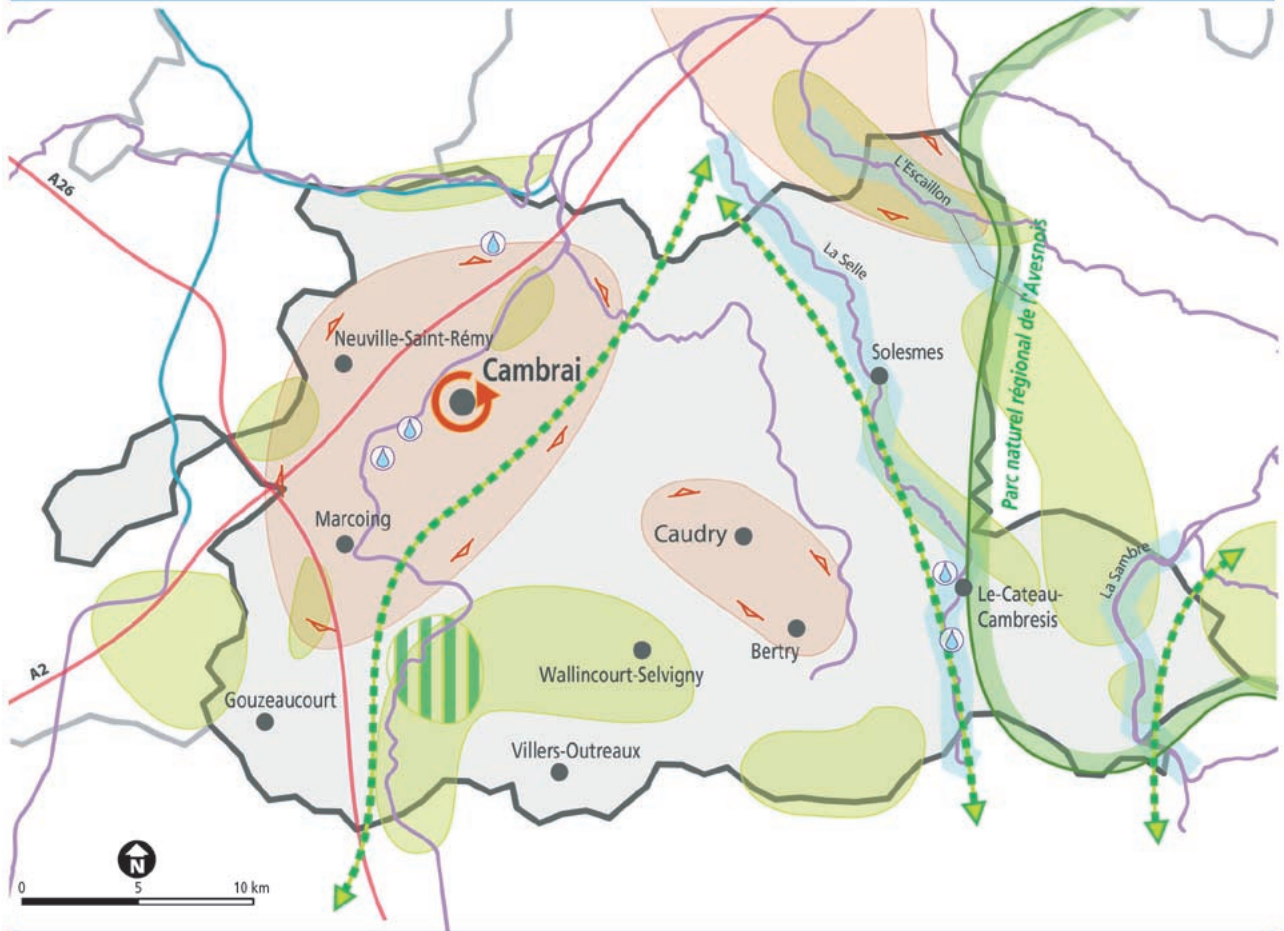 A26
L'Escaillon
La Selle
Parc naturel régional de l'Avesnois
Neuville-Saint-Rémy
Solesmes
Cambrai
Marcoing
Caudry
La Sambre
Le-Cateau-
Cambresis
Bertry
Wallincourt-Selvigny
A2
Gouzeaucourt
Villers-Outreaux
N
0 5 10 km